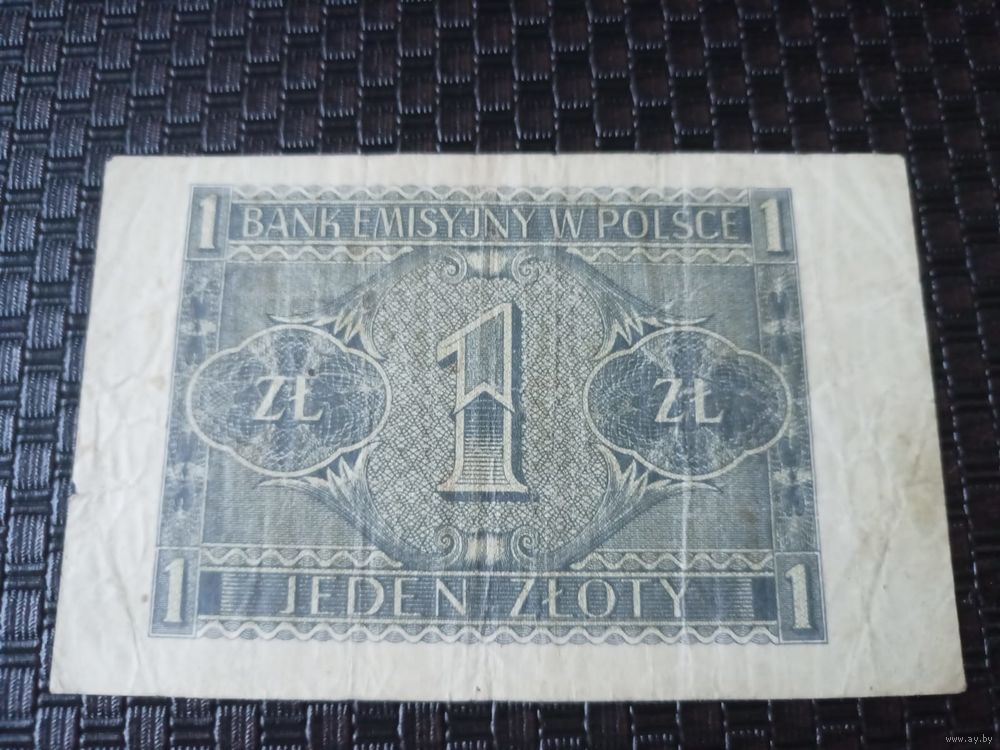 1 BANK EMISYJNY W POLSCE 1
ZŁ 1 ZŁ
1 JEDEN ZŁOTY 1
www.ay.by